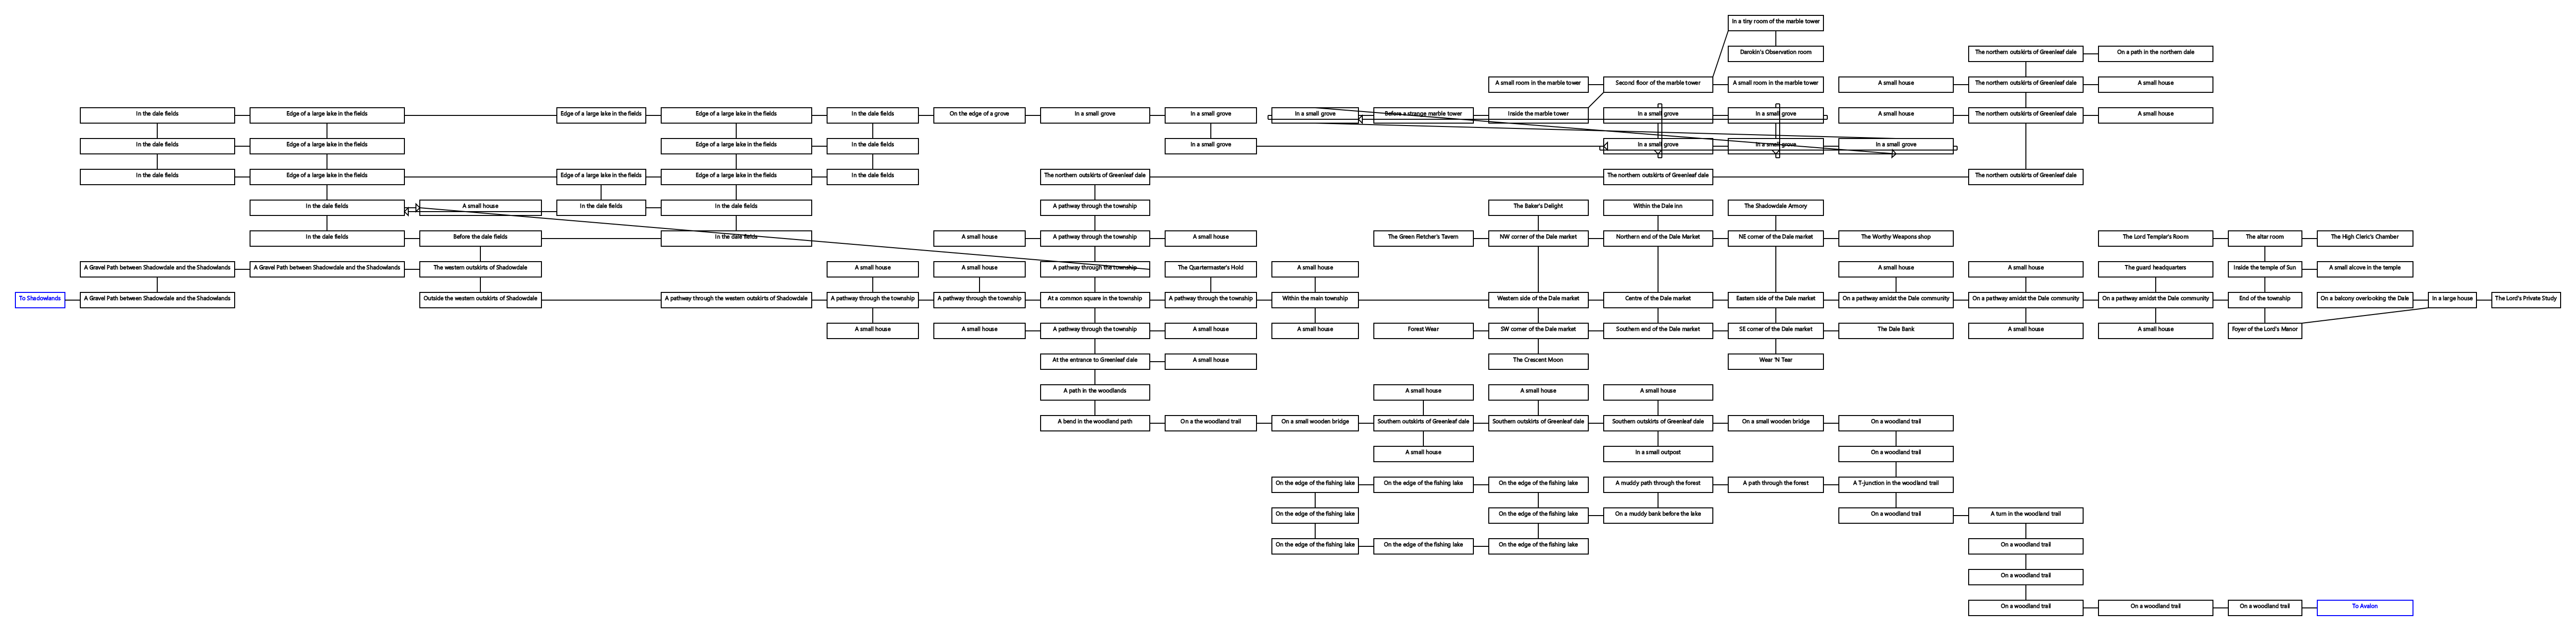 In a tiny room of the marble tower
Darokin's Observation room
The northern outskirts of Greenleaf dale
On a path in the northern dale
A small room in the marble tower
Second floor of the marble tower
A small room in the marble tower
A small house
The northern outskirts of Greenleaf dale
A small house
In the dale fields
Edge of a large lake in the fields
Edge of a large lake in the fields
Edge of a large lake in the fields
In the dale fields
On the edge of a grove
In a small grove
In a small grove
In a small grove
Before a strange marble tower
Inside the marble tower
In a small grove
In a small grove
A small house
The northern outskirts of Greenleaf dale
A small house
In the dale fields
Edge of a large lake in the fields
Edge of a large lake in the fields
In the dale fields
In a small grove
In a small grove
In a small grove
In a small grove
In the dale fields
Edge of a large lake in the fields
Edge of a large lake in the fields
Edge of a large lake in the fields
In the dale fields
The northern outskirts of Greenleaf dale
The northern outskirts of Greenleaf dale
The northern outskirts of Greenleaf dale
In the dale fields
A small house
In the dale fields
In the dale fields
A pathway through the township
The Baker's Delight
Within the Dale inn
The Shadowdale Armory
In the dale fields
Before the dale fields
In the dale fields
A small house
A pathway through the township
A small house
The Green Fletcher's Tavern
NW corner of the Dale market
Northern end of the Dale Market
NE corner of the Dale market
The Worthy Weapons shop
The Lord Templar's Room
The altar room
The High Cleric's Chamber
A Gravel Path between Shadowdale and the Shadowlands
A Gravel Path between Shadowdale and the Shadowlands
The western outskirts of Shadowdale
A small house
A small house
A pathway through the township
The Quartermaster's Hold
A small house
A small house
A small house
The guard headquarters
Inside the temple of Sun
A small alcove in the temple
To Shadowlands
A Gravel Path between Shadowdale and the Shadowlands
Outside the western outskirts of Shadowdale
A pathway through the western outskirts of Shadowdale
A pathway through the township
A pathway through the township
At a common square in the township
A pathway through the township
Within the main township
Western side of the Dale market
Centre of the Dale market
Eastern side of the Dale market
On a pathway amidst the Dale community
On a pathway amidst the Dale community
On a pathway amidst the Dale community
End of the township
On a balcony overlooking the Dale
In a large house
The Lord's Private Study
A small house
A small house
A pathway through the township
A small house
A small house
Forest Wear
SW corner of the Dale market
Southern end of the Dale market
SE corner of the Dale market
The Dale Bank
A small house
A small house
Foyer of the Lord's Manor
At the entrance to Greenleaf dale
A small house
The Crescent Moon
Wear 'N Tear
A path in the woodlands
A small house
A small house
A small house
A bend in the woodland path
On a the woodland trail
On a small wooden bridge
Southern outskirts of Greenleaf dale
Southern outskirts of Greenleaf dale
Southern outskirts of Greenleaf dale
On a small wooden bridge
On a woodland trail
A small house
In a small outpost
On a woodland trail
On the edge of the fishing lake
On the edge of the fishing lake
On the edge of the fishing lake
A muddy path through the forest
A path through the forest
A T-junction in the woodland trail
On the edge of the fishing lake
On the edge of the fishing lake
On a muddy bank before the lake
On a woodland trail
A turn in the woodland trail
On the edge of the fishing lake
On the edge of the fishing lake
On the edge of the fishing lake
On a woodland trail
On a woodland trail
On a woodland trail
On a woodland trail
On a woodland trail
To Avalon